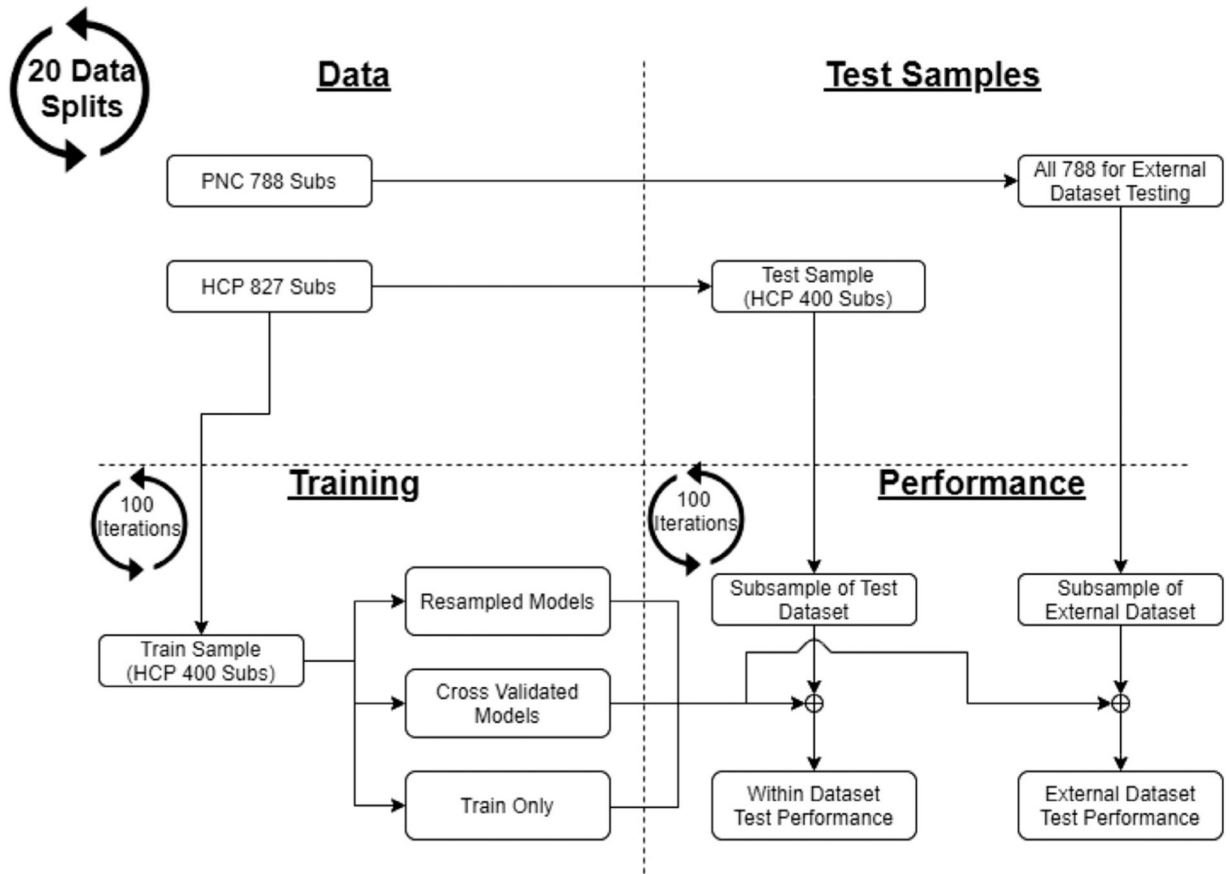 20 Data
Splits
Data
Test Samples
PNC 788 Subs
All 788 for External
Dataset Testing
HCP 827 Subs
Test Sample
(HCP 400 Subs)
Training
Performance
100
Iterations
100
Iterations
Resampled Models
Subsample of Test
Dataset
Subsample of
External Dataset
Train Sample
(HCP 400 Subs)
Cross Validated
Models
Train Only
Within Dataset
Test Performance
External Dataset
Test Performance